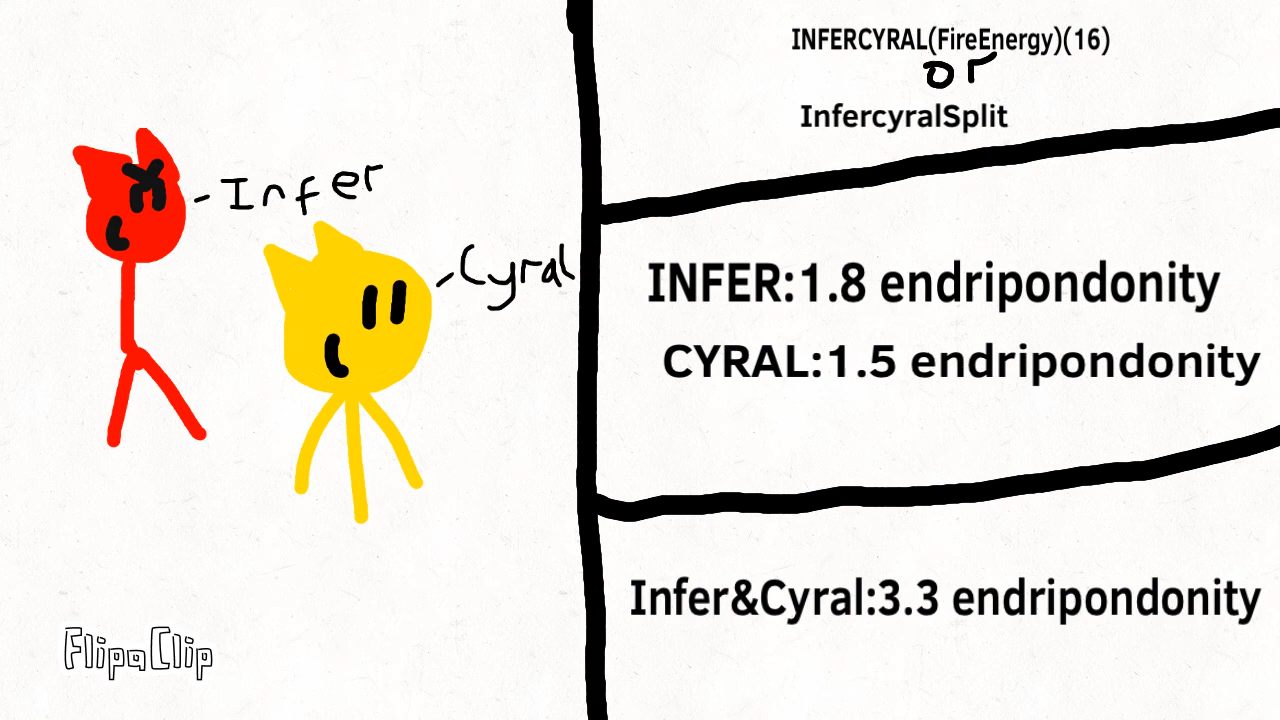 INFERCYRAL(FireEnergy)(16)
or
InfercyralSplit
- Infer
-Cyral
INFER:1.8 endripondonity
CYRAL:1.5 endripondonity
Infer&Cyral:3.3 endripondonity
FlipaClip